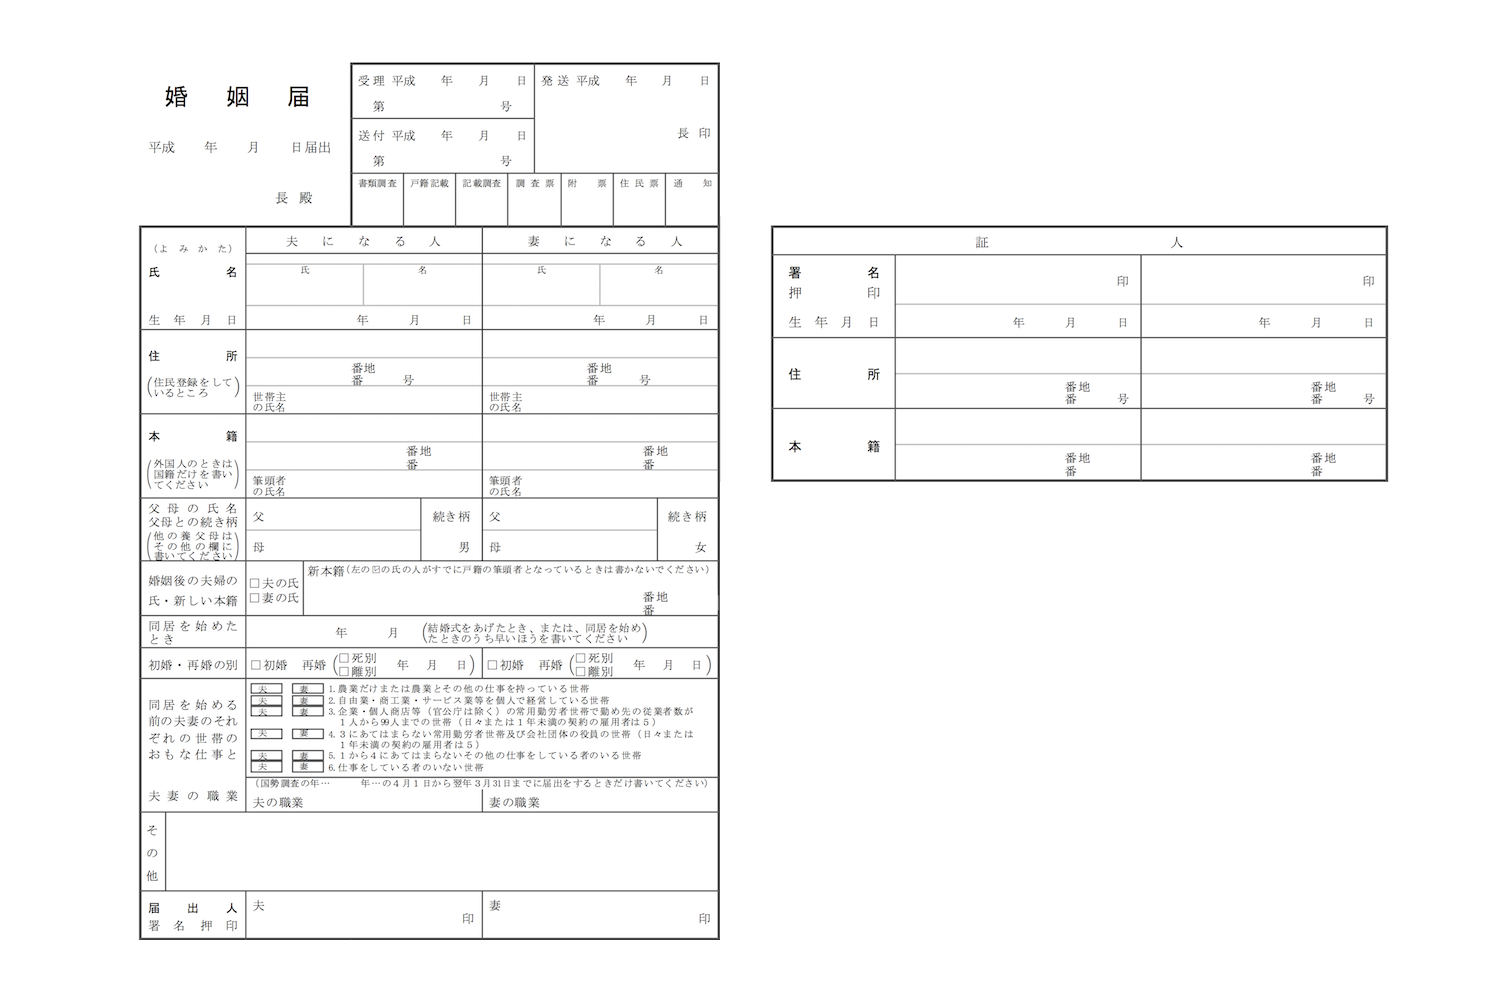 婚姻届
平成 年 月 日届出
長 殿
受理 平成 年 月 日
第 号
送付 平成 年 月 日
第 号
発送 平成 年 月 日
長 印
書類調査 戸籍記載 記載調査 調査票 附票 住民票 通知
(よみかた)
夫になる人 妻になる人
氏名
氏 名 氏 名
生年月日 年 月 日 年 月 日
住所
(住民登録をしているところ)
番地
番 号
番地
番 号
世帯主
の氏名
世帯主
の氏名
本籍
(外国人のときは
国籍だけを書い
てください)
番地
番
番地
番
筆頭者
の氏名
筆頭者
の氏名
父母の氏名
父母との続き柄
(他の養父母は
その他の欄に
書いてください)
父 続き柄 父 続き柄
母 男 母 女
婚姻後の夫婦の
氏・新しい本籍
□夫の氏
□妻の氏
新本籍(左の☑の氏の人がすでに戸籍の筆頭者となっているときは書かないでください)
番地
番
同居を始めた
とき
年 月 (結婚式をあげたとき、または、同居を始め
たときのうち早いほうを書いてください)
初婚・再婚の別
□初婚 再婚 (□死別 □離別 年 月 日)
□初婚 再婚 (□死別 □離別 年 月 日)
同居を始める
前の夫妻のそれ
ぞれの世帯の
おもな仕事と
夫 妻 1.農業だけまたは農業とその他の仕事を持っている世帯
夫 妻 2.自由業・商工業・サービス業等を個人で経営している世帯
夫 妻 3.企業・個人商店等(官公庁は除く)の常用勤労者世帯で勤め先の従業者数が
1人から99人までの世帯(日々または1年未満の契約の雇用者は5)
夫 妻 4.3にあてはまらない常用勤労者世帯及び会社団体の役員の世帯(日々または
1年未満の契約の雇用者は5)
夫 妻 5.1から4にあてはまらないその他の仕事をしている者のいる世帯
夫 妻 6.仕事をしている者のいない世帯
夫妻の職業
(国勢調査の年… 年…の4月1日から翌年3月31日までに届出をするときだけ書いてください)
夫の職業 妻の職業
その他
届出人
署名押印
夫 印 妻 印
証人
署名
押印
印 印
生年月日 年 月 日 年 月 日
住所
番地
番 号
番地
番 号
本籍
番地
番
番地
番